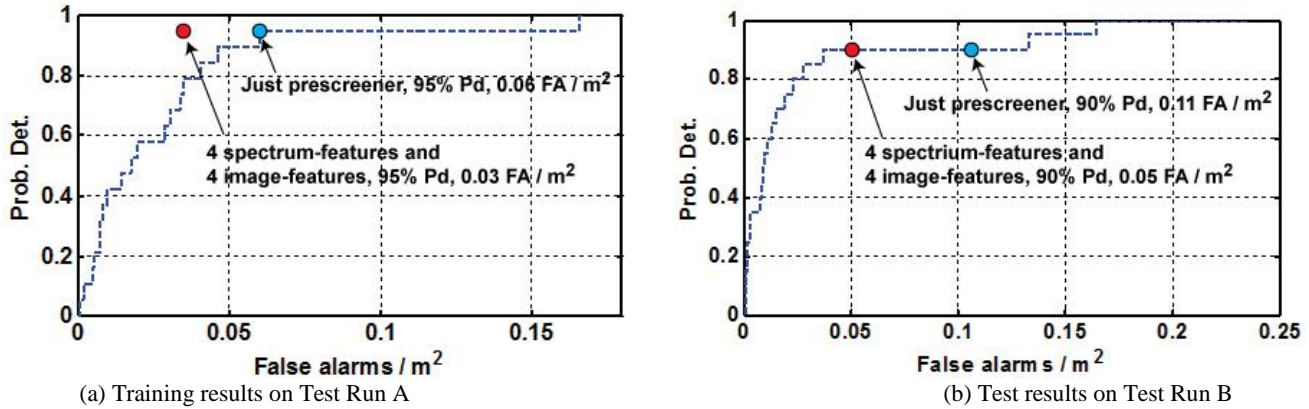 1
0.8
0.6
0.4
0.2
0
Prob. Det.
0
0.05
0.1
0.15
False alarms / m²
Just prescreener, 95% Pd, 0.06 FA / m²
4 spectrum-features and
4 image-features, 95% Pd, 0.03 FA / m²
(a) Training results on Test Run A
1
0.8
0.6
0.4
0.2
0
Prob. Det.
0
0.05
0.1
0.15
0.2
0.25
False alarms / m²
Just prescreener, 90% Pd, 0.11 FA / m²
4 spectrium-features and
4 image-features, 90% Pd, 0.05 FA / m²
(b) Test results on Test Run B